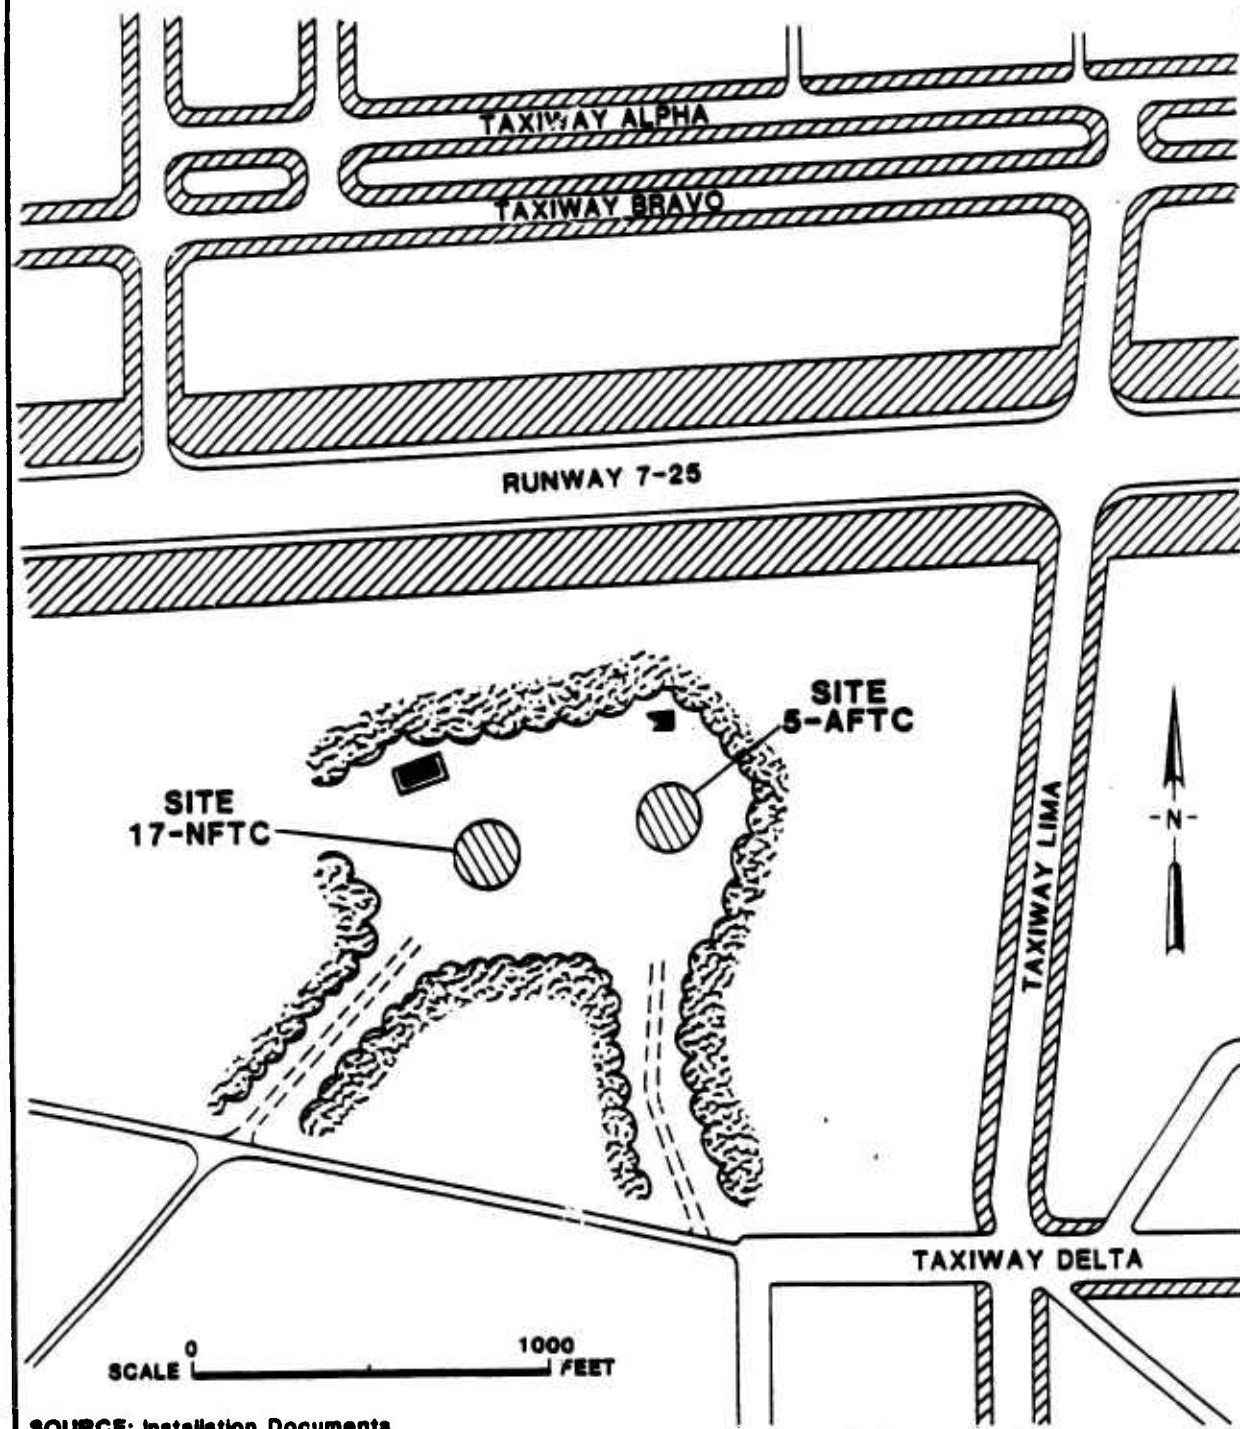 TAXIWAY ALPHA
TAXIWAY BRAVO
RUNWAY 7-25
SITE
5-AFTC
SITE
17-NFTC
TAXIWAY LIMA
-N-
TAXIWAY DELTA
0 1000
SCALE FEET
SOURCE: Installation Documents